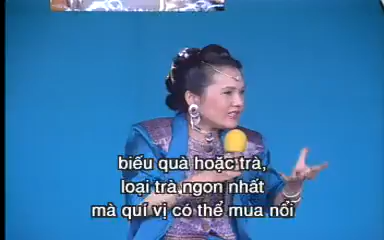 biếu quà hoặc trà,
loại trà ngon nhất
mà quí vị có thể mua nổi